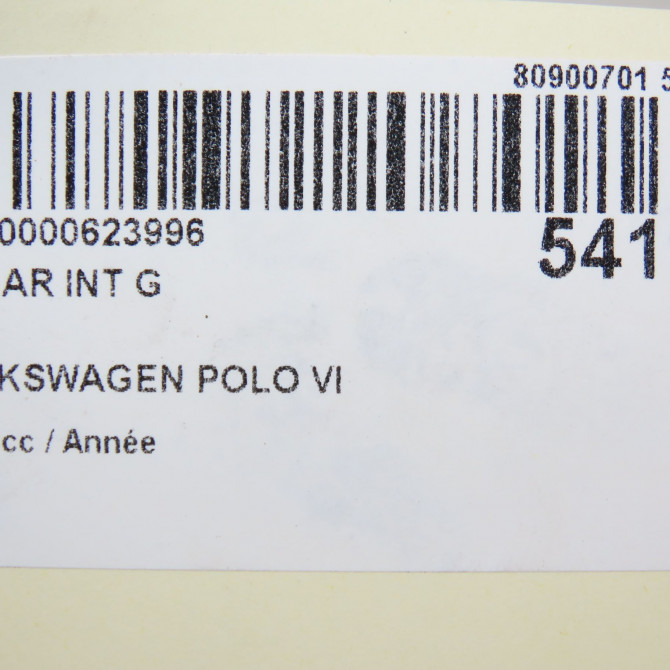 80900701 5
0000623996
541
AR INT G
KSWAGEN POLO VI
cc / Année